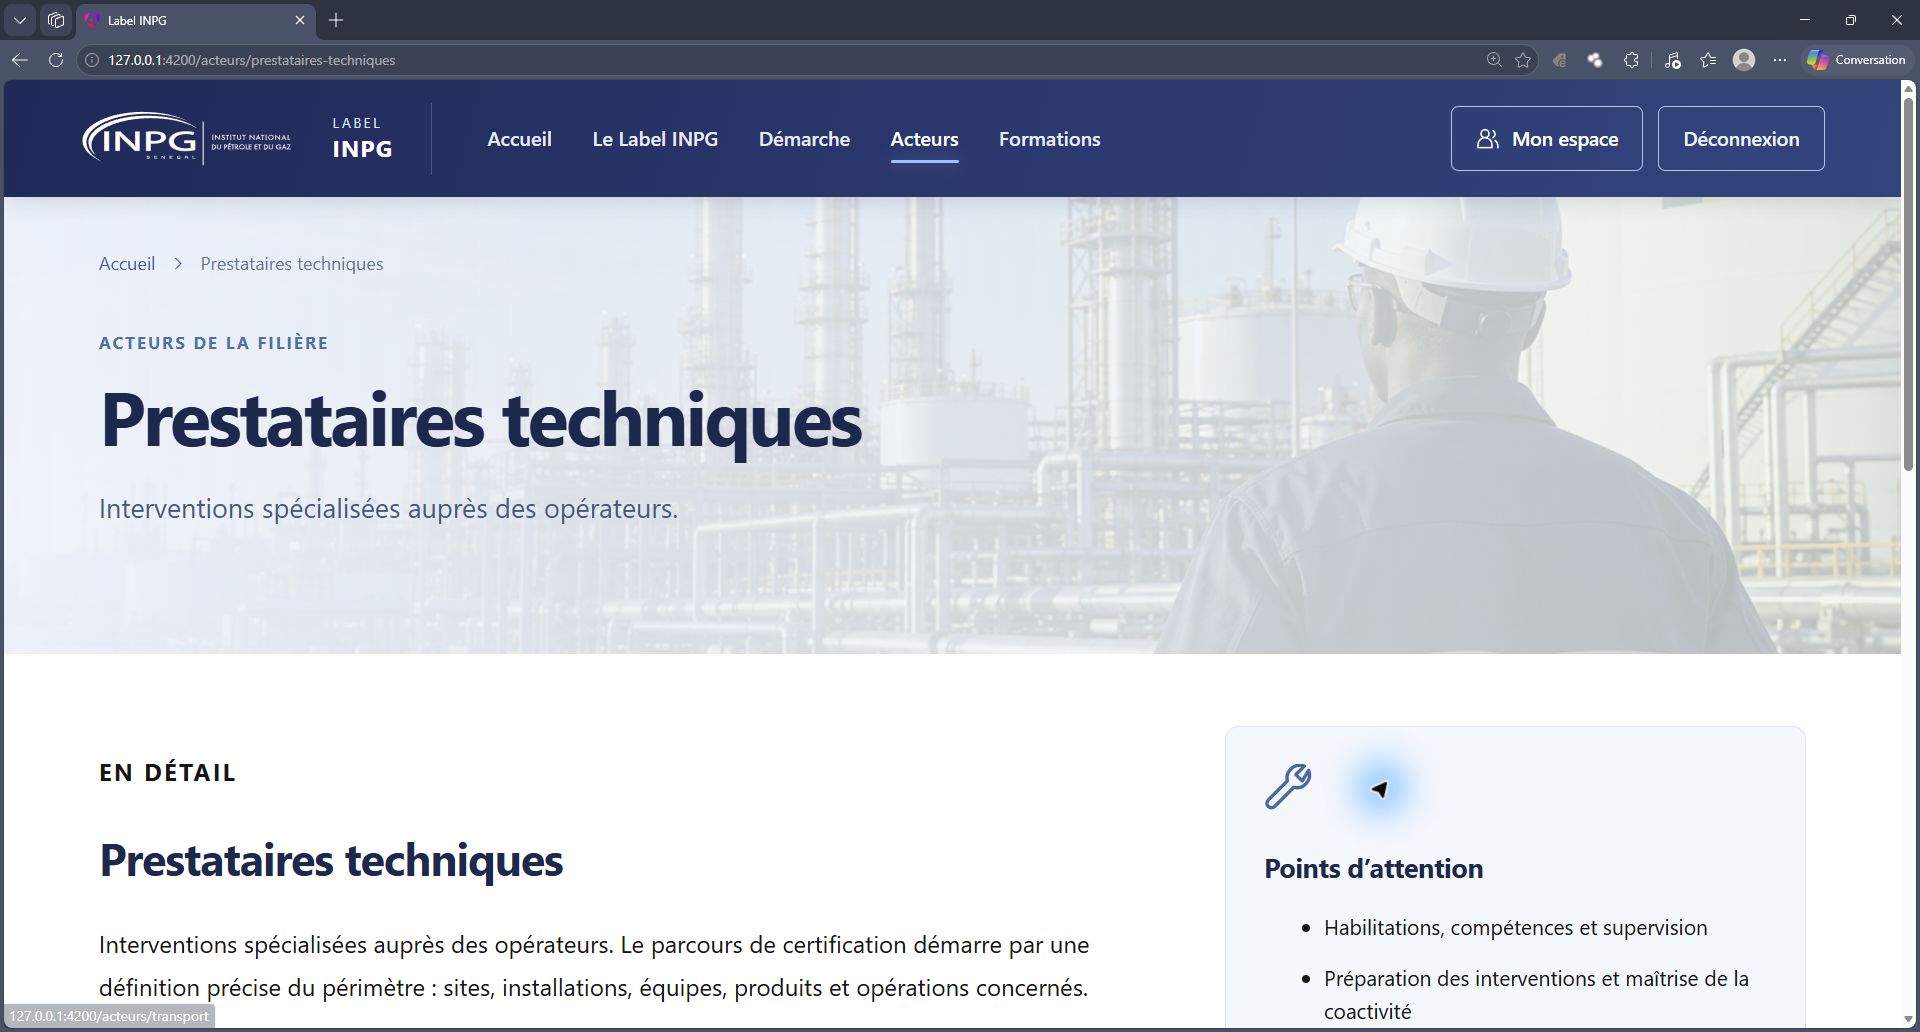 Label INPG
127.0.0.1:4200/acteurs/prestataires-techniques
Conversation
INPG
SENEGAL
INSTITUT NATIONAL
DU PÉTROLE ET DU GAZ
LABEL
INPG
Accueil
Le Label INPG
Démarche
Acteurs
Formations
Mon espace
Déconnexion
Accueil > Prestataires techniques
ACTEURS DE LA FILIÈRE
Prestataires techniques
Interventions spécialisées auprès des opérateurs.
EN DÉTAIL
Prestataires techniques
Interventions spécialisées auprès des opérateurs. Le parcours de certification démarre par une
définition précise du périmètre : sites, installations, équipes, produits et opérations concernés.
Points d’attention
• Habilitations, compétences et supervision
• Préparation des interventions et maîtrise de la
coactivité
127.0.0.1:4200/acteurs/transport